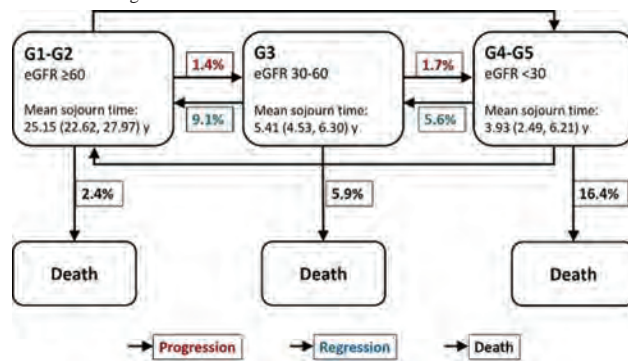 G1-G2
eGFR ≥60
Mean sojourn time:
25.15 (22.62, 27.97) y
1.4%
9.1%
G3
eGFR 30-60
Mean sojourn time:
5.41 (4.53, 6.30) y
1.7%
5.6%
G4-G5
eGFR <30
Mean sojourn time:
3.93 (2.49, 6.21) y
2.4%
5.9%
16.4%
Death
Death
Death
Progression
Regression
Death